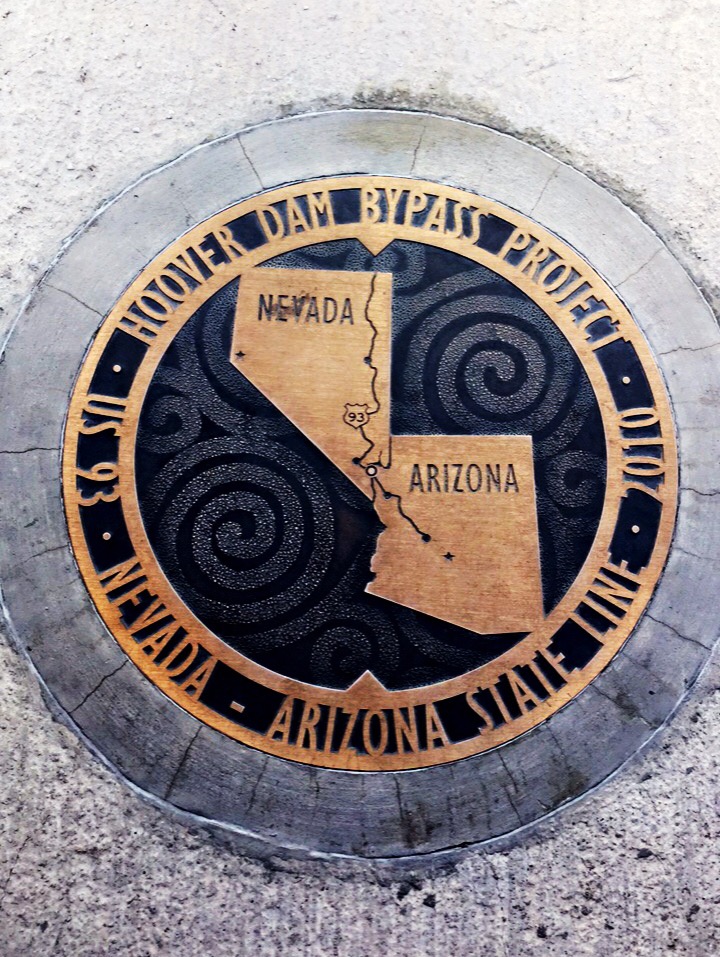 HOOVER DAM BYPASS PROJECT
2010
NEVADA - ARIZONA STATE LINE
US 93
NEVADA
93
ARIZONA